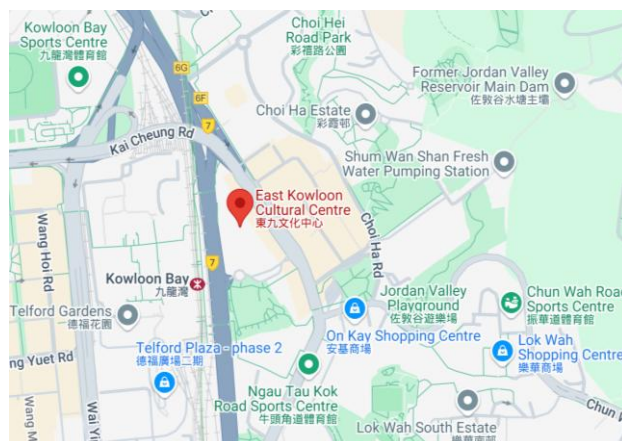 Kowloon Bay
Sports Centre
九龍灣體育館
Choi Hei
Road Park
彩禧路公園
6G
6F
7
Former Jordan Valley
Reservoir Main Dam
佐敦谷水塘主壩
Choi Ha Estate
彩霞邨
Kai Cheung Rd
Shum Wan Shan Fresh
Water Pumping Station
East Kowloon
Cultural Centre
東九文化中心
Choi Ha Rd
Wang Hoi Rd
7
Kowloon Bay
九龍灣
Telford Gardens
德福花園
Jordan Valley
Playground
佐敦谷遊樂場
Chun Wah Road
Sports Centre
振華道體育館
On Kay Shopping Centre
安基商場
Lok Wah
Shopping Centre
樂華商場
ng Yuet Rd
Telford Plaza - phase 2
德福廣場二期
Ngau Tau Kok
Road Sports Centre
牛頭角道體育館
Lok Wah South Estate
Wang
Wai Yi
Chun W